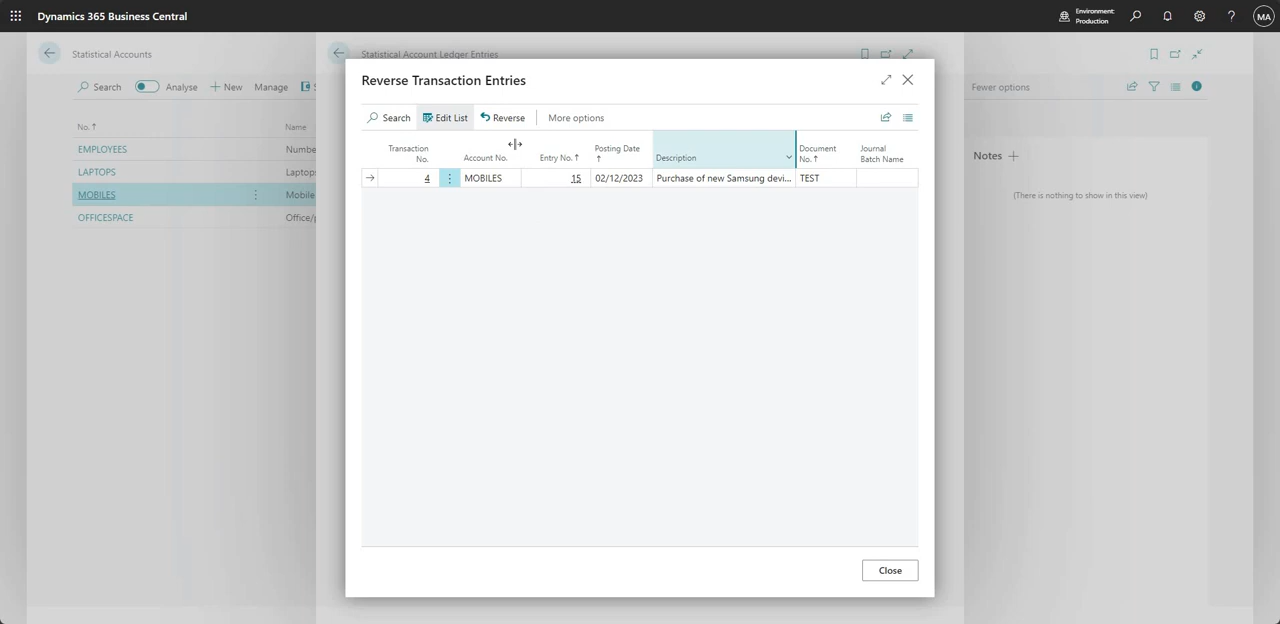 Dynamics 365 Business Central
Environment:
Production
?
MA
Statistical Accounts
Statistical Account Ledger Entries
Search
Analyse
+ New
Manage
S
Fewer options
No. ↑
Name
EMPLOYEES
Numbe
LAPTOPS
Laptops
MOBILES
Mobile
OFFICESPACE
Office/p
Reverse Transaction Entries
Search
Edit List
Reverse
More options
Transaction No.
Account No.
Entry No. ↑
Posting Date ↑
Description
Document No. ↑
Journal Batch Name
4
MOBILES
15
02/12/2023
Purchase of new Samsung devi...
TEST
Close
Notes +
(There is nothing to show in this view)